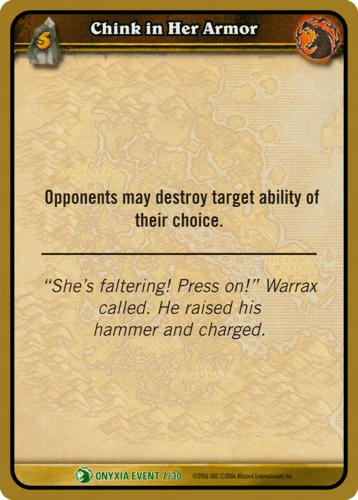 Chink in Her Armor
Opponents may destroy target ability of
their choice.
“She’s faltering! Press on!” Warrax
called. He raised his
hammer and charged.
ONYXIA EVENT 7/30
©2006 UDC ©2006 Blizzard Entertainment, Inc.